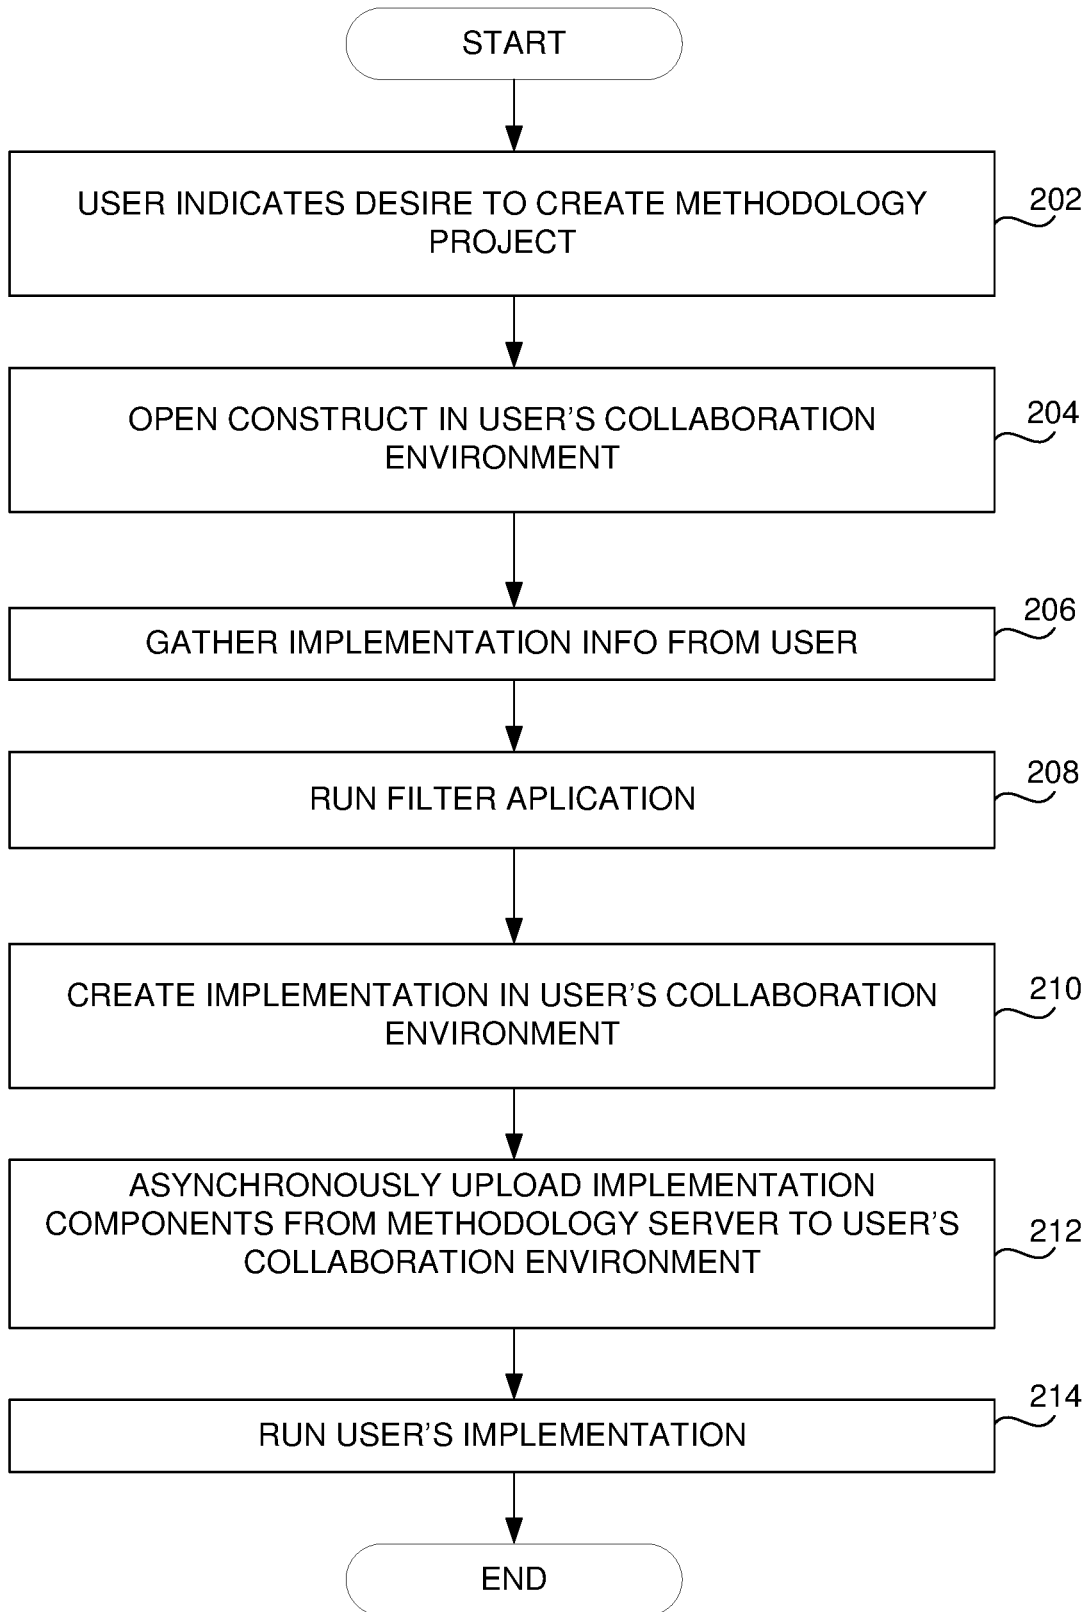 START
USER INDICATES DESIRE TO CREATE METHODOLOGY
PROJECT
202
OPEN CONSTRUCT IN USER’S COLLABORATION
ENVIRONMENT
204
GATHER IMPLEMENTATION INFO FROM USER
206
RUN FILTER APLICATION
208
CREATE IMPLEMENTATION IN USER’S COLLABORATION
ENVIRONMENT
210
ASYNCHRONOUSLY UPLOAD IMPLEMENTATION
COMPONENTS FROM METHODOLOGY SERVER TO USER’S
COLLABORATION ENVIRONMENT
212
RUN USER’S IMPLEMENTATION
214
END